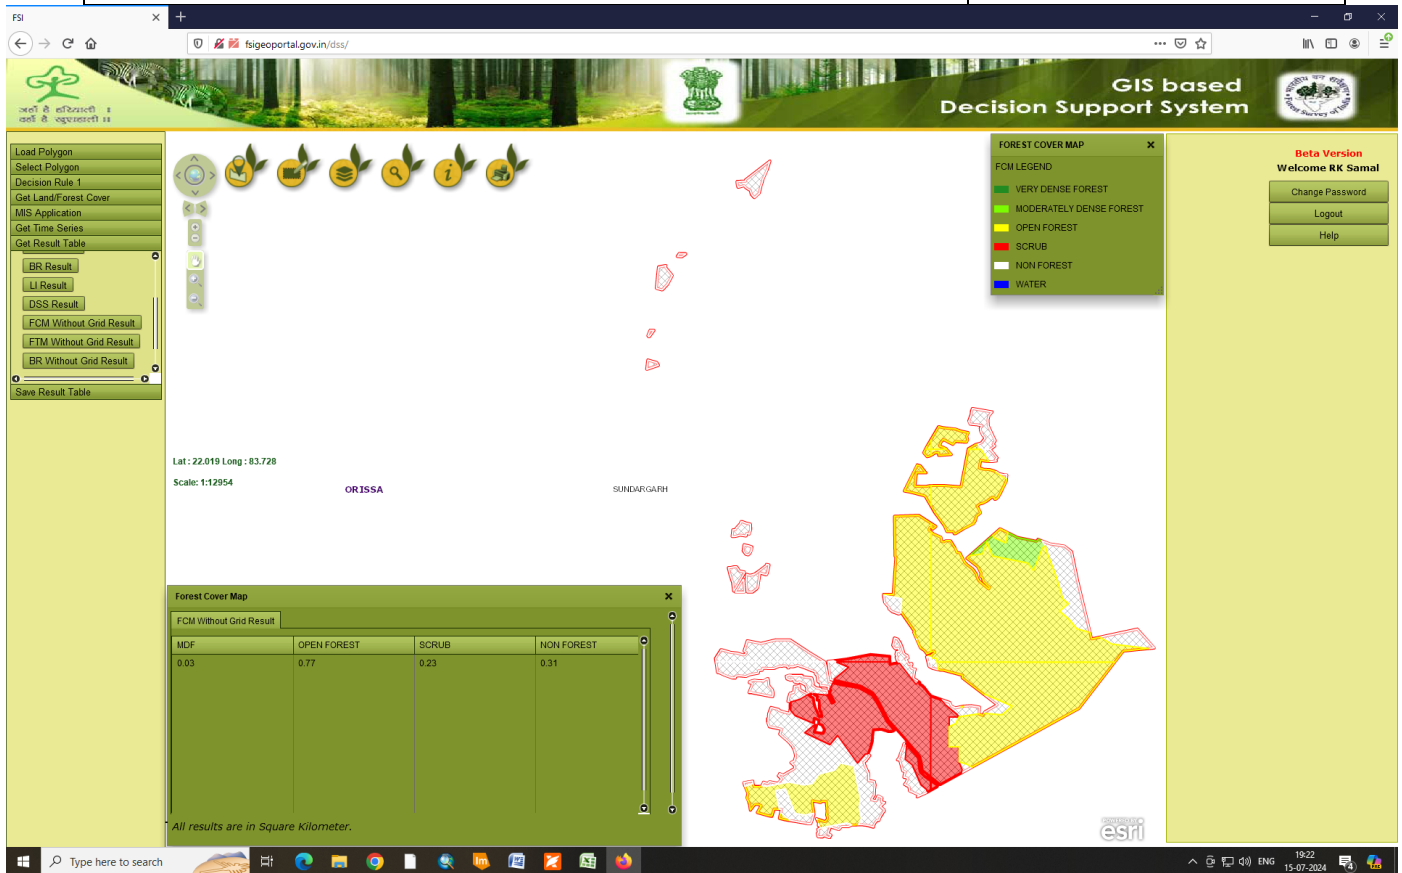 FSI
fsigeoportal.gov.in/dss/
जहाँ है हरियाली ।
वहाँ है खुशहाली ॥
GIS based
Decision Support System
Load Polygon
Select Polygon
Decision Rule 1
Get Land/Forest Cover
MIS Application
Get Time Series
Get Result Table
BR Result
LI Result
DSS Result
FCM Without Grid Result
FTM Without Grid Result
BR Without Grid Result
Save Result Table
FOREST COVER MAP
FCM LEGEND
VERY DENSE FOREST
MODERATELY DENSE FOREST
OPEN FOREST
SCRUB
NON FOREST
WATER
Beta Version
Welcome RK Samal
Change Password
Logout
Help
Lat : 22.019 Long : 83.728
Scale: 1:12954
ORISSA
SUNDARGARH
Forest Cover Map
FCM Without Grid Result
MDF OPEN FOREST SCRUB NON FOREST
0.03 0.77 0.23 0.31
All results are in Square Kilometer.
POWERED BY
esri
Type here to search
ENG
19:22
15-07-2024